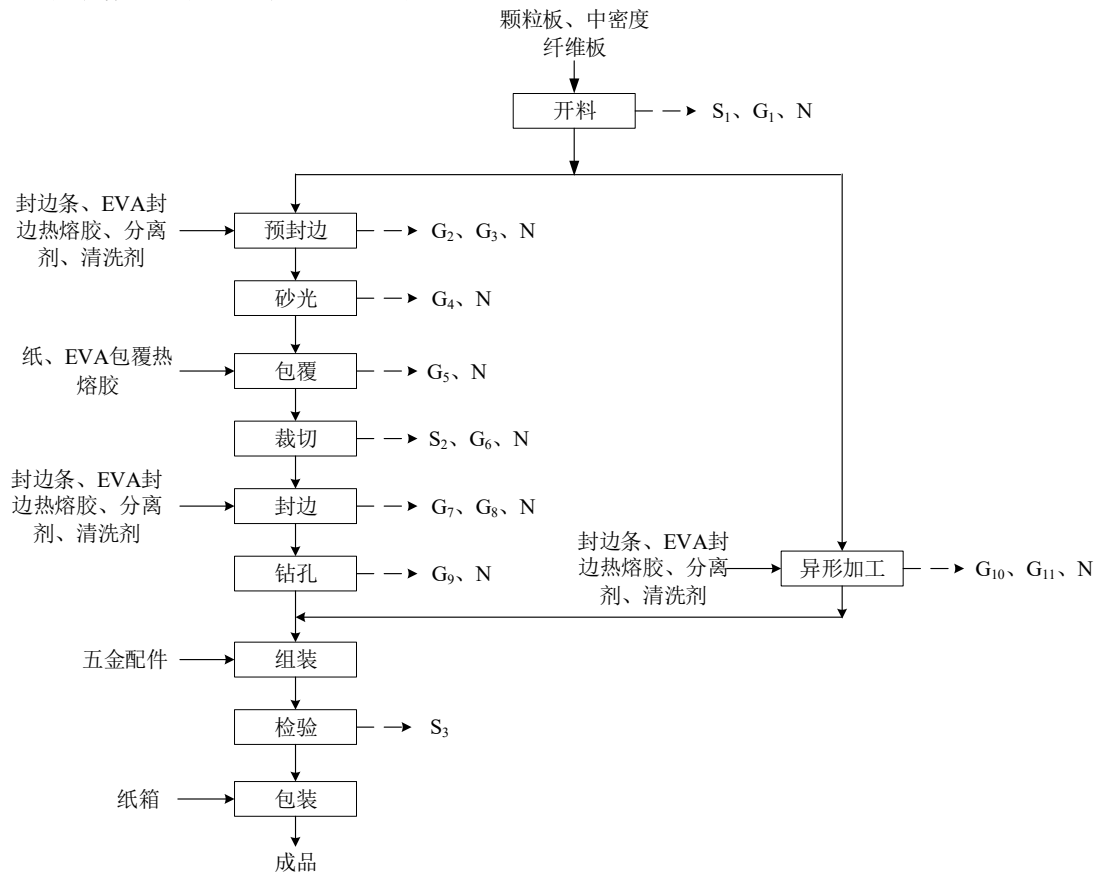 颗粒板、中密度
纤维板
开料
S₁、G₁、N
封边条、EVA封
边热熔胶、分离
剂、清洗剂
预封边
G₂、G₃、N
砂光
G₄、N
纸、EVA包覆热
熔胶
包覆
G₅、N
裁切
S₂、G₆、N
封边条、EVA封
边热熔胶、分离
剂、清洗剂
封边
G₇、G₈、N
钻孔
G₉、N
封边条、EVA封
边热熔胶、分离
剂、清洗剂
异形加工
G₁₀、G₁₁、N
五金配件
组装
检验
S₃
纸箱
包装
成品